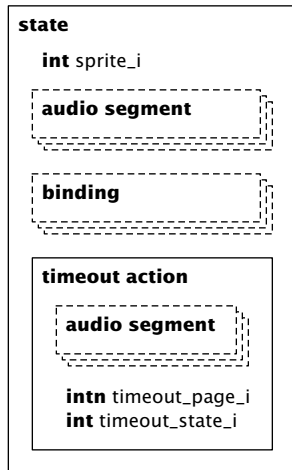 state
int sprite_i
audio segment
binding
timeout action
audio segment
intn timeout_page_i
int timeout_state_i